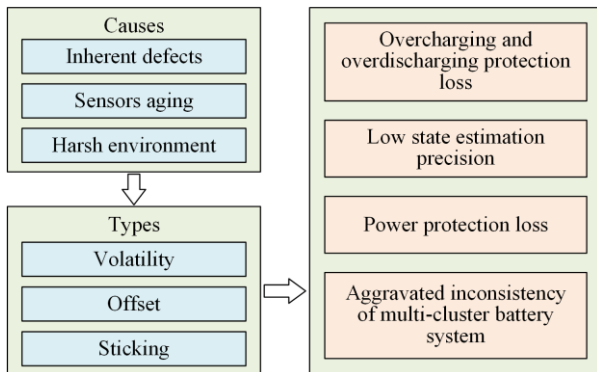 Causes
Inherent defects
Sensors aging
Harsh environment
Types
Volatility
Offset
Sticking
Overcharging and
overdischarging protection
loss
Low state estimation
precision
Power protection loss
Aggravated inconsistency
of multi-cluster battery
system